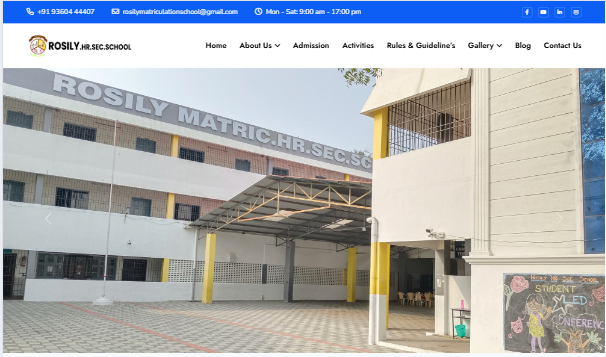 +91 93604 44407
rosilymatriculationschool@gmail.com
Mon - Sat: 9:00 am - 17:00 pm
ROSILY.HR.SEC.SCHOOL
Home
About Us
Admission
Activities
Rules & Guideline's
Gallery
Blog
Contact Us
ROSILY MATRIC.HR.SEC.SC
STUDENT
LED
CONFERENC